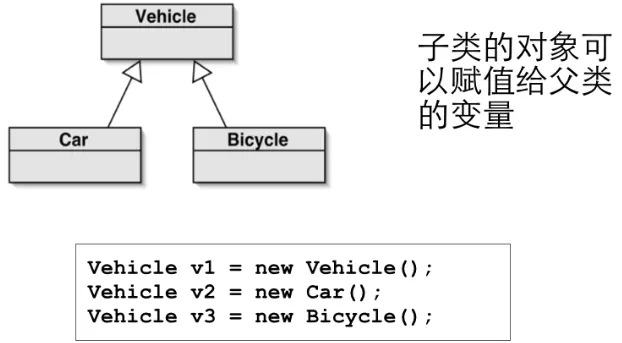 Vehicle
子类的对象可
以赋值给父类
的变量
Car
Bicycle
Vehicle v1 = new Vehicle();
Vehicle v2 = new Car();
Vehicle v3 = new Bicycle();